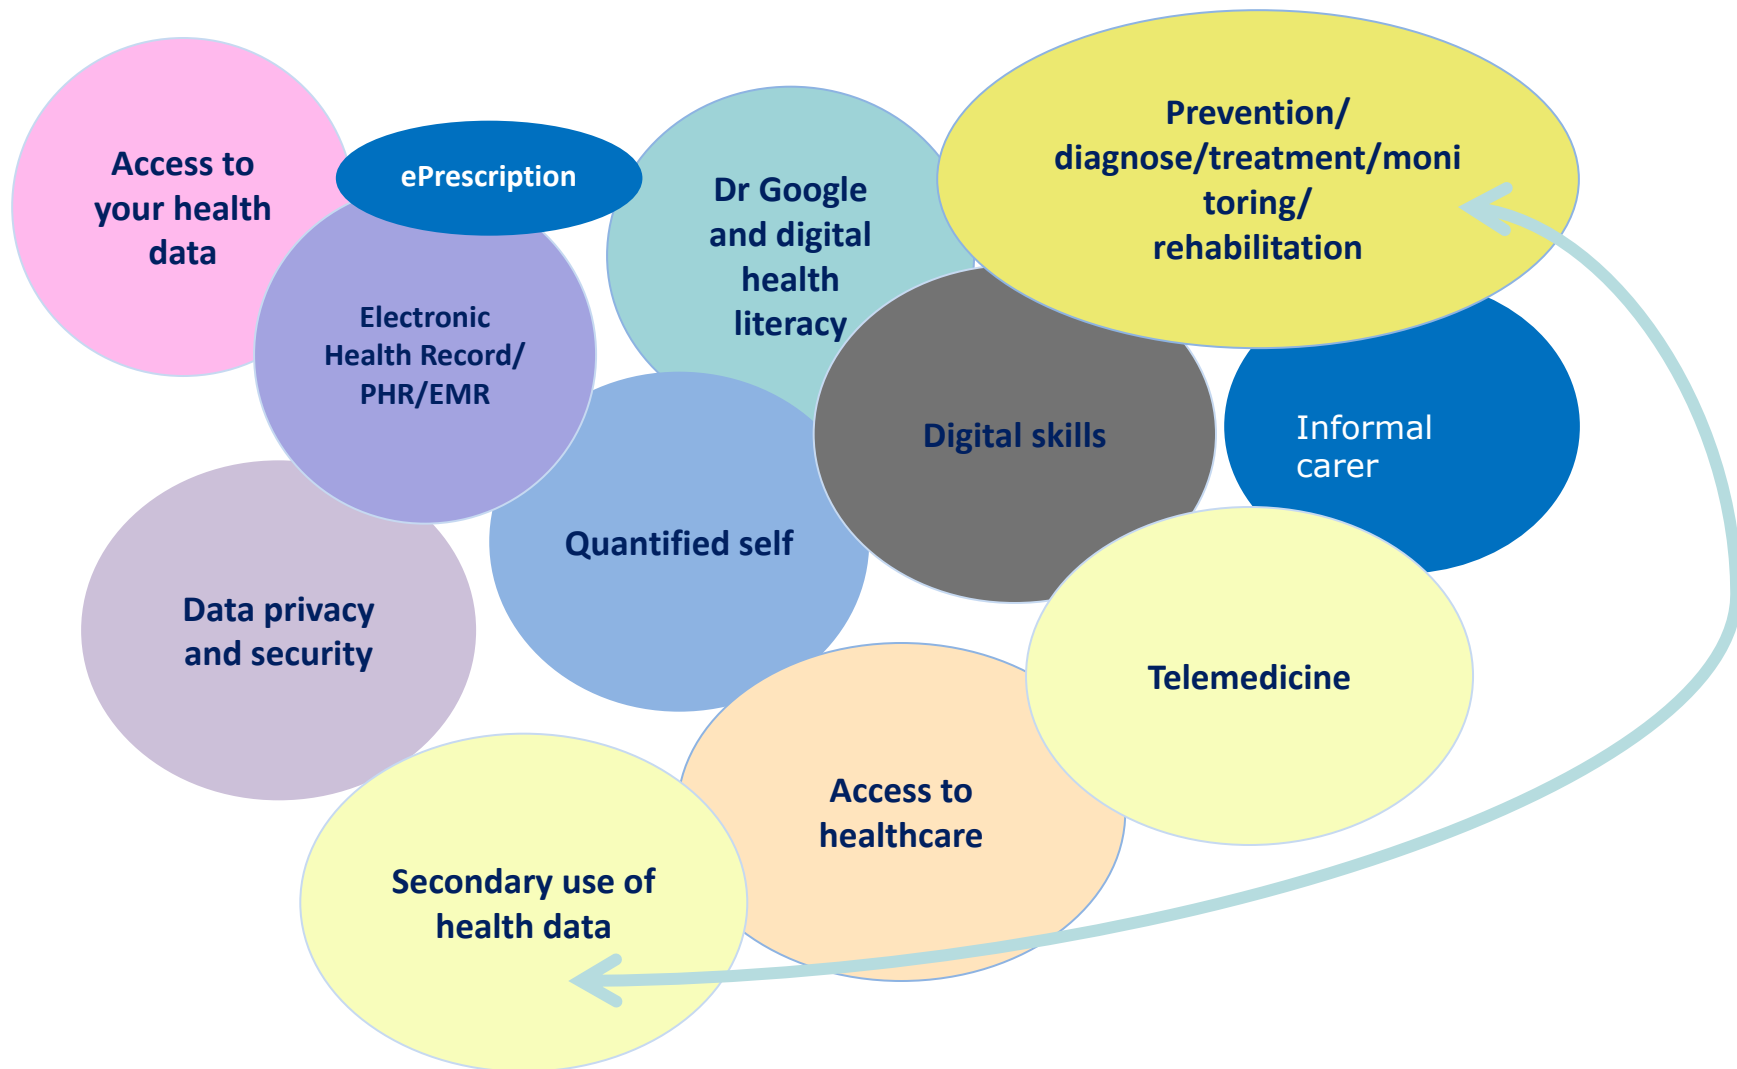 Access to
your health
data
ePrescription
Dr Google
and digital
health
literacy
Prevention/
diagnose/treatment/moni
toring/
rehabilitation
Electronic
Health Record/
PHR/EMR
Digital skills
Informal
carer
Quantified self
Data privacy
and security
Telemedicine
Access to
healthcare
Secondary use of
health data